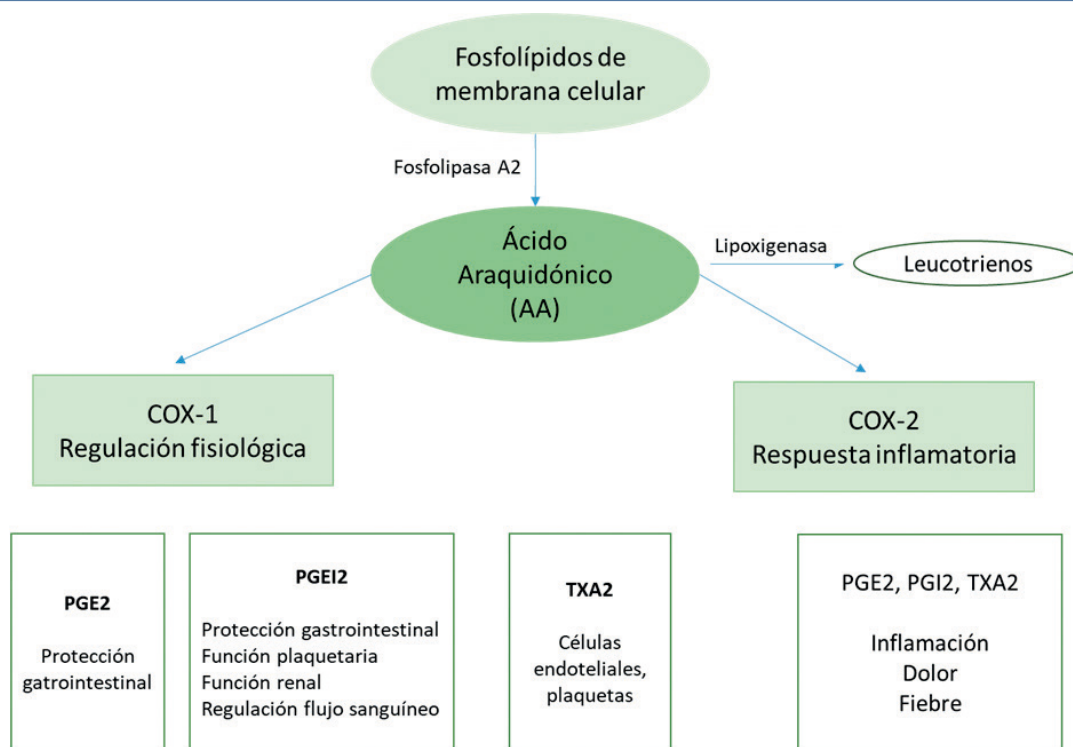 Fosfolípidos de
membrana celular
Fosfolipasa A2
Ácido
Araquidónico
(AA)
Lipoxigenasa
Leucotrienos
COX-1
Regulación fisiológica
COX-2
Respuesta inflamatoria
PGE2
Protección
gatrointestinal
PGEI2
Protección gastrointestinal
Función plaquetaria
Función renal
Regulación flujo sanguíneo
TXA2
Células
endoteliales,
plaquetas
PGE2, PGI2, TXA2
Inflamación
Dolor
Fiebre